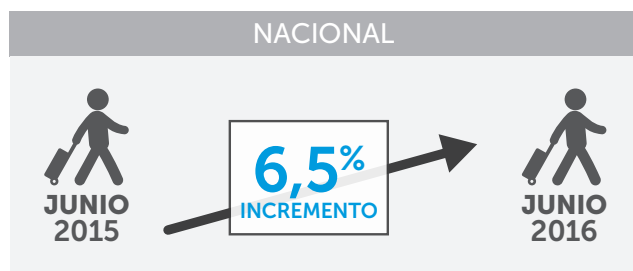 NACIONAL
JUNIO
2015
6,5%
INCREMENTO
JUNIO
2016